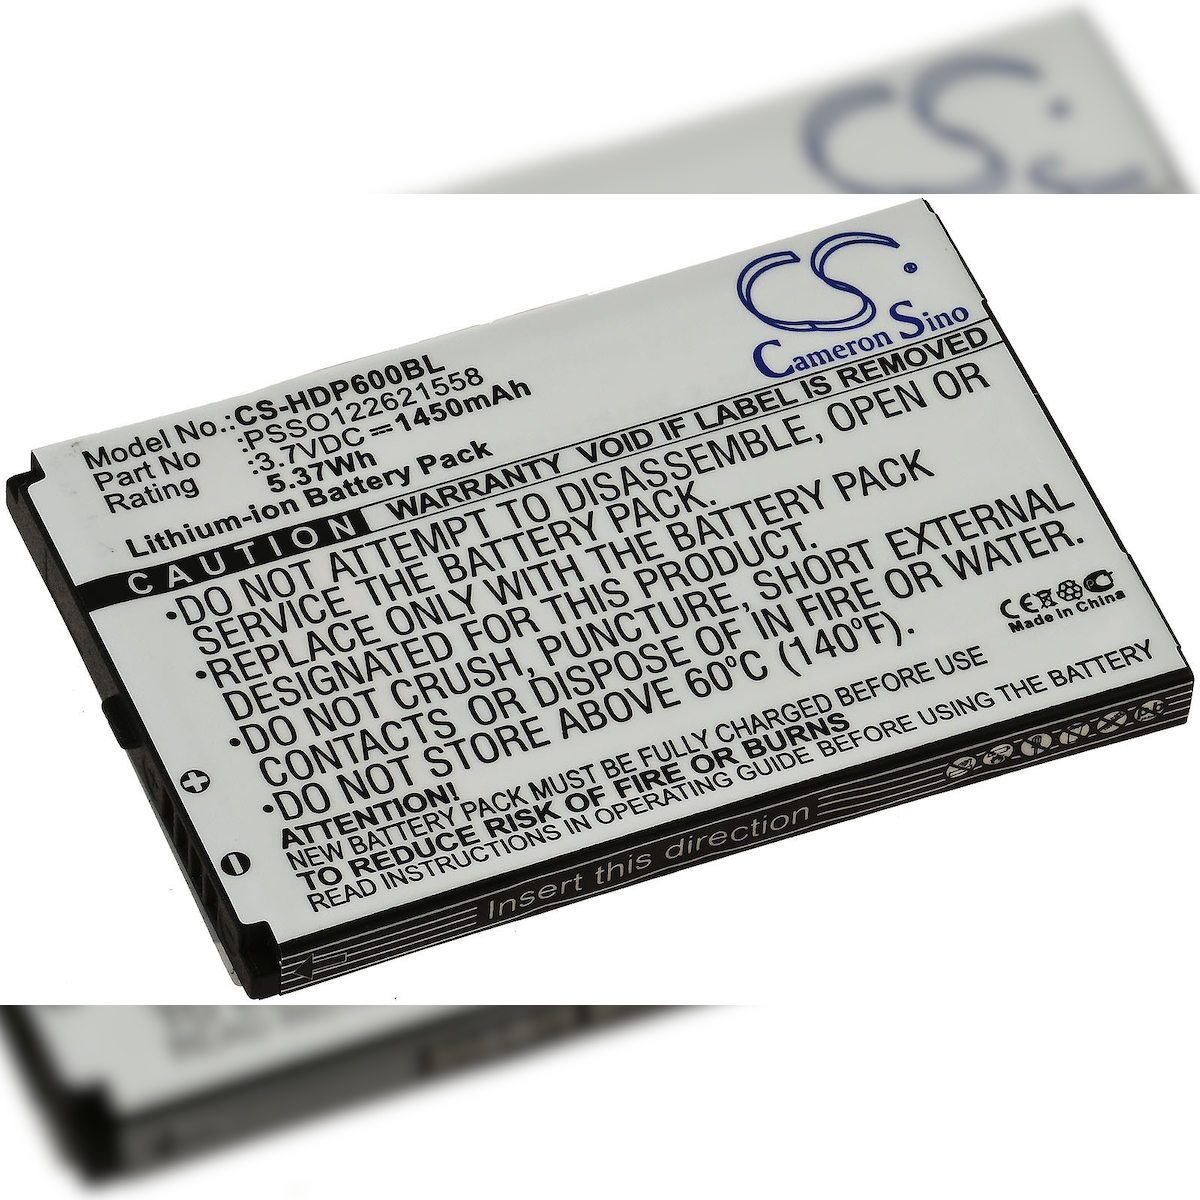 CS
Cameron Sino
Model No.:CS-HDP600BL
Part No :PSSO122621558
Rating :3.7VDC⎓1450mAh
5.37Wh
Lithium-ion Battery Pack
CAUTION WARRANTY VOID IF LABEL IS REMOVED
•DO NOT ATTEMPT TO DISASSEMBLE, OPEN OR
SERVICE THE BATTERY PACK.
•REPLACE ONLY WITH THE BATTERY PACK
DESIGNATED FOR THIS PRODUCT.
•DO NOT CRUSH, PUNCTURE, SHORT EXTERNAL
CONTACTS OR DISPOSE OF IN FIRE OR WATER.
•DO NOT STORE ABOVE 60°C (140°F).
CE
Made in China
ATTENTION!
NEW BATTERY PACK MUST BE FULLY CHARGED BEFORE USE
TO REDUCE RISK OF FIRE OR BURNS
READ INSTRUCTIONS IN OPERATING GUIDE BEFORE USING THE BATTERY
+
-
Insert this direction